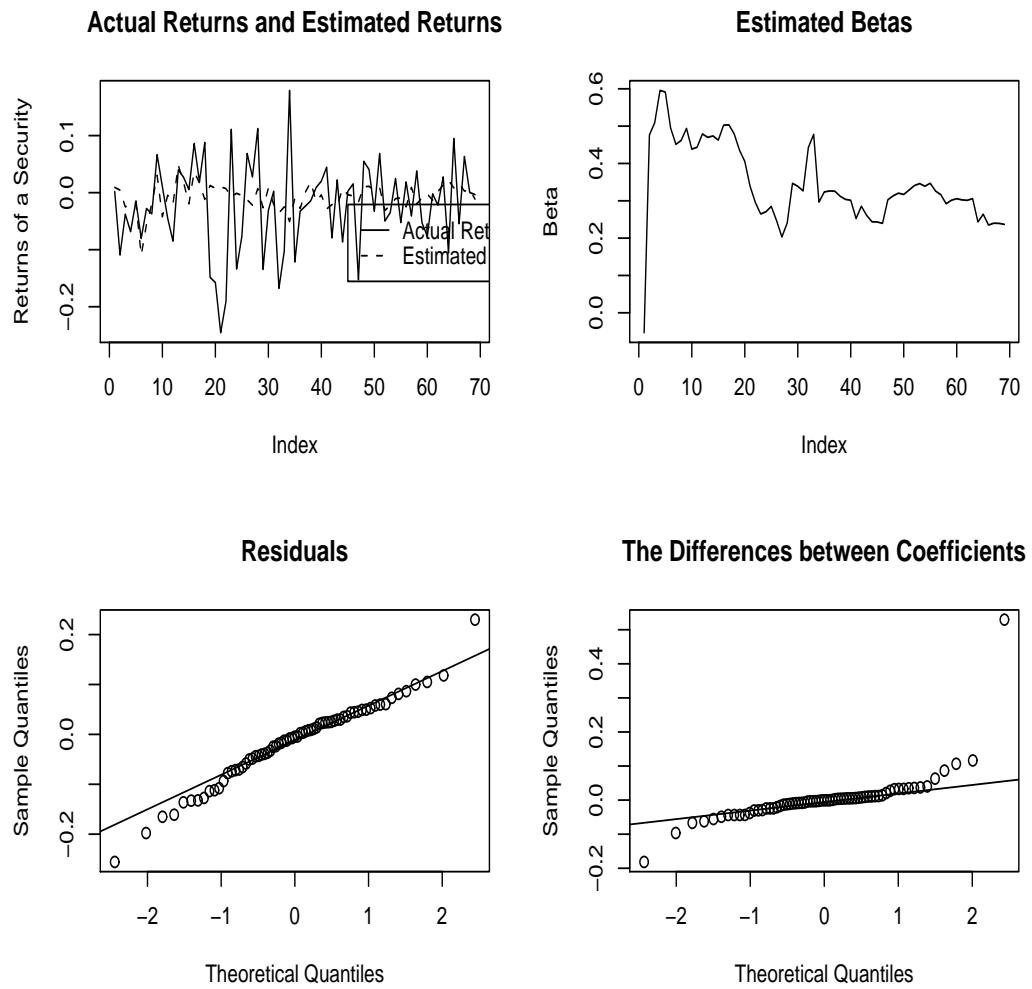 Actual Returns and Estimated Returns
Returns of a Security
0.1
0.0
−0.2
Actual Ret
Estimated
0 10 20 30 40 50 60 70
Index
Estimated Betas
Beta
0.6
0.4
0.2
0.0
0 10 20 30 40 50 60 70
Index
Residuals
Sample Quantiles
0.2
0.0
−0.2
−2 −1 0 1 2
Theoretical Quantiles
The Differences between Coefficients
Sample Quantiles
0.4
0.2
0.0
−0.2
−2 −1 0 1 2
Theoretical Quantiles